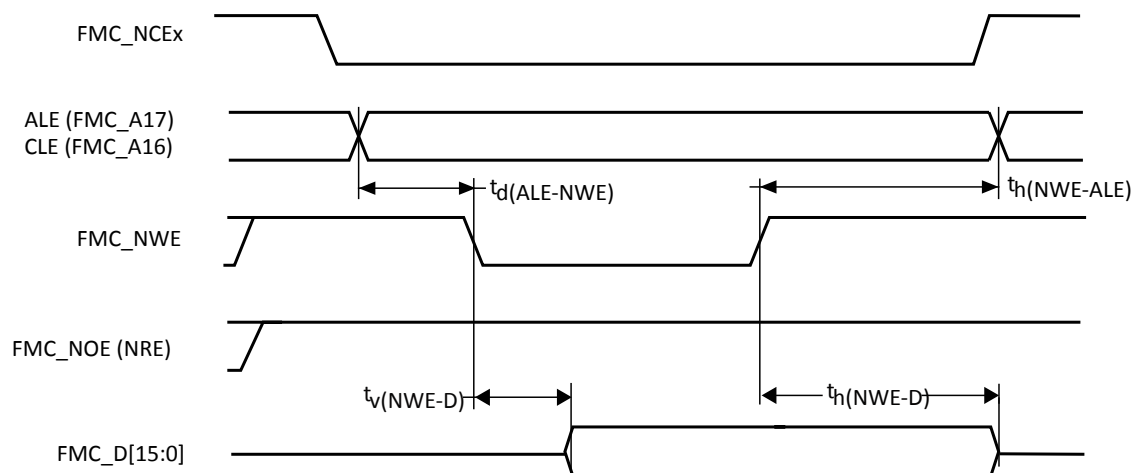 FMC_NCEx
ALE (FMC_A17)
CLE (FMC_A16)
td(ALE-NWE)
th(NWE-ALE)
FMC_NWE
FMC_NOE (NRE)
tv(NWE-D)
th(NWE-D)
FMC_D[15:0]